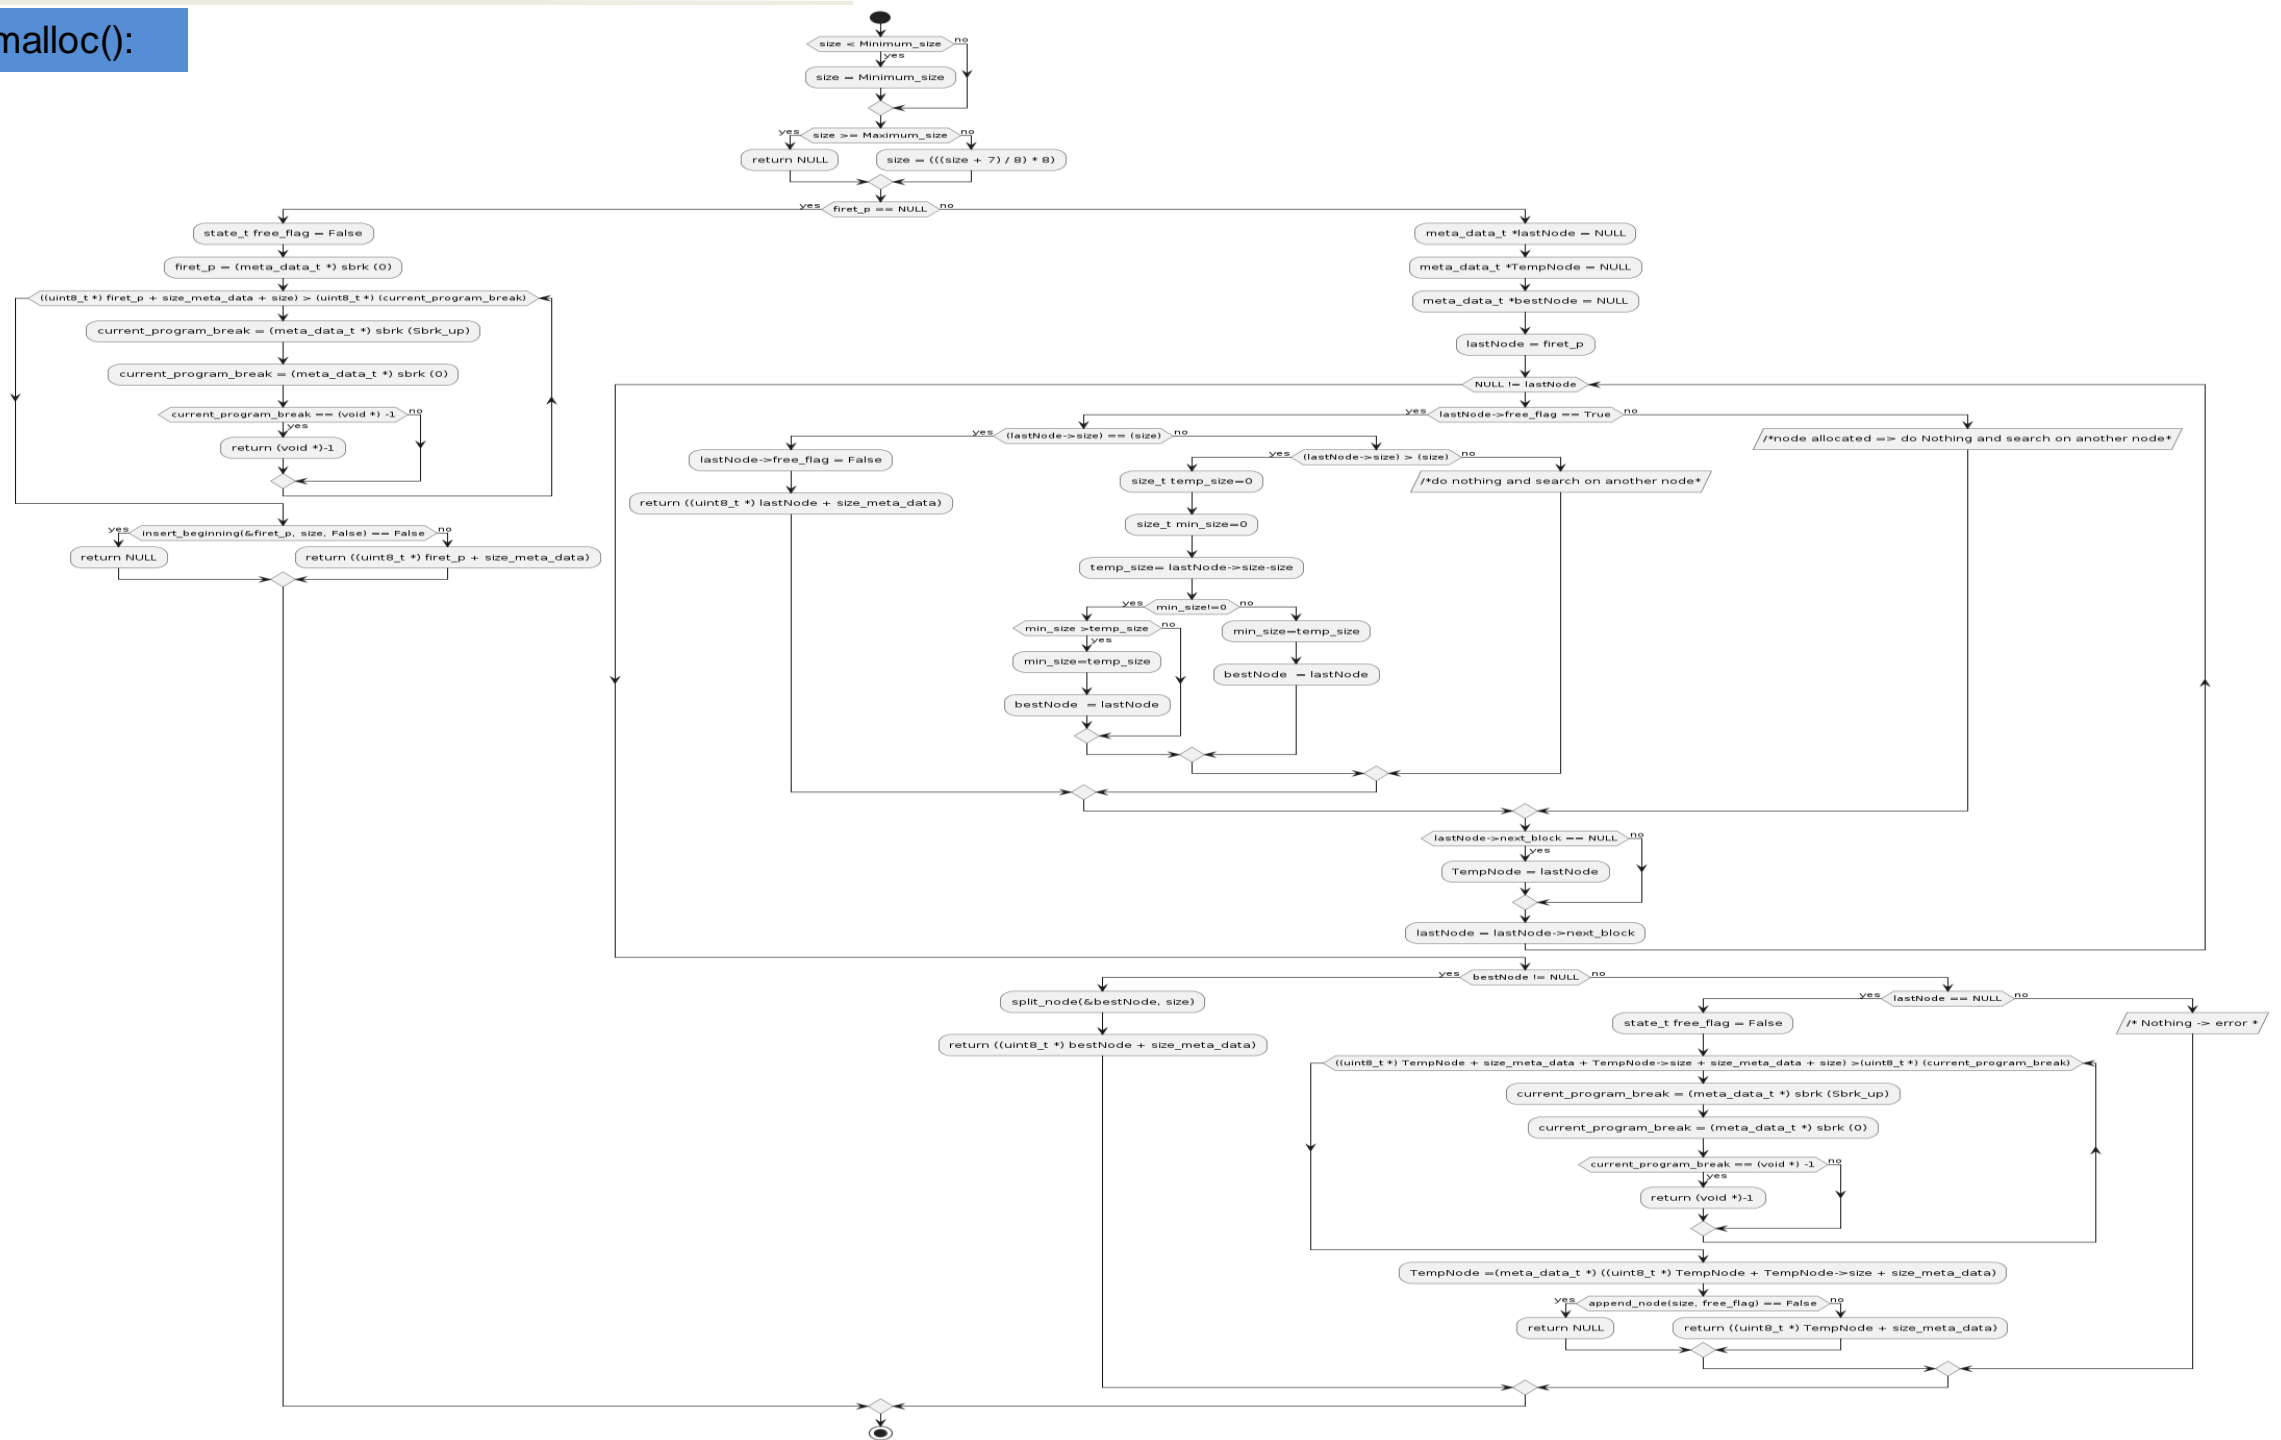 malloc():
size < Minimum_size
no
yes
size = Minimum_size
yes
size >= Maximum_size
no
return NULL
size = (((size + 7) / 8) * 8)
yes
firet_p == NULL
no
state_t free_flag = False
firet_p = (meta_data_t *) sbrk (0)
((uint8_t *) firet_p + size_meta_data + size) > (uint8_t *) (current_program_break)
current_program_break = (meta_data_t *) sbrk (Sbrk_up)
current_program_break = (meta_data_t *) sbrk (0)
current_program_break == (void *) -1
no
yes
return (void *)-1
yes
insert_beginning(&firet_p, size, False) == False
no
return NULL
return ((uint8_t *) firet_p + size_meta_data)
meta_data_t *lastNode = NULL
meta_data_t *TempNode = NULL
meta_data_t *bestNode = NULL
lastNode = firet_p
NULL != lastNode
yes
lastNode->free_flag == True
no
yes
(lastNode->size) == (size)
no
/*node allocated => do Nothing and search on another node*
lastNode->free_flag = False
return ((uint8_t *) lastNode + size_meta_data)
yes
(lastNode->size) > (size)
no
size_t temp_size=0
/*do nothing and search on another node*
size_t min_size=0
temp_size= lastNode->size-size
yes
min_size!=0
no
min_size >temp_size
no
yes
min_size=temp_size
bestNode  = lastNode
min_size=temp_size
bestNode  = lastNode
lastNode->next_block == NULL
no
yes
TempNode = lastNode
lastNode = lastNode->next_block
yes
bestNode != NULL
no
split_node(&bestNode, size)
return ((uint8_t *) bestNode + size_meta_data)
yes
lastNode == NULL
no
state_t free_flag = False
/* Nothing -> error *
((uint8_t *) TempNode + size_meta_data + TempNode->size + size_meta_data + size) >(uint8_t *) (current_program_break)
current_program_break = (meta_data_t *) sbrk (Sbrk_up)
current_program_break = (meta_data_t *) sbrk (0)
current_program_break == (void *) -1
no
yes
return (void *)-1
TempNode =(meta_data_t *) ((uint8_t *) TempNode + TempNode->size + size_meta_data)
yes
append_node(size, free_flag) == False
no
return NULL
return ((uint8_t *) TempNode + size_meta_data)